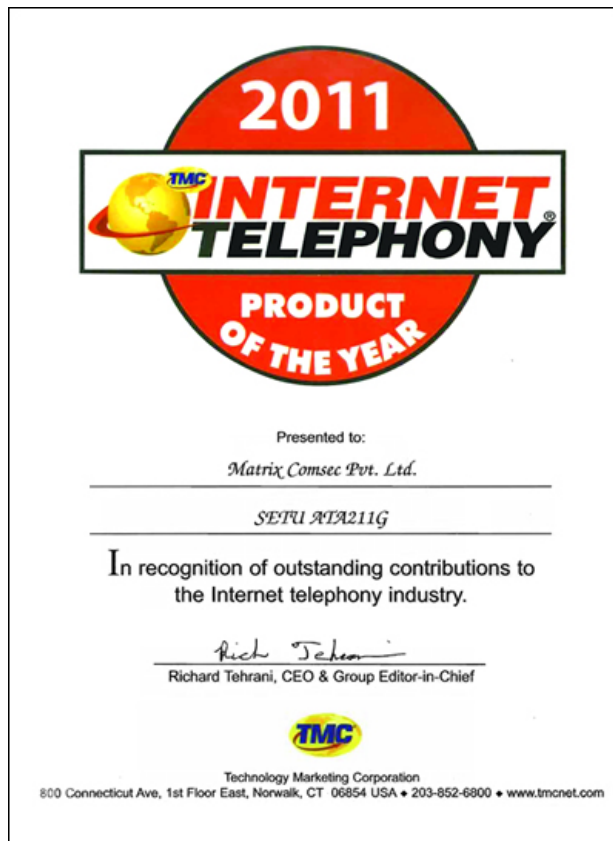 2011
TMC
INTERNET
TELEPHONY®
PRODUCT
OF THE YEAR
Presented to:
Matrix Comsec Pvt. Ltd.
SETU ATA211G
In recognition of outstanding contributions to
the Internet telephony industry.
Rich Tehrani
Richard Tehrani, CEO & Group Editor-in-Chief
TMC
Technology Marketing Corporation
800 Connecticut Ave, 1st Floor East, Norwalk, CT 06854 USA ♦ 203-852-6800 ♦ www.tmcnet.com